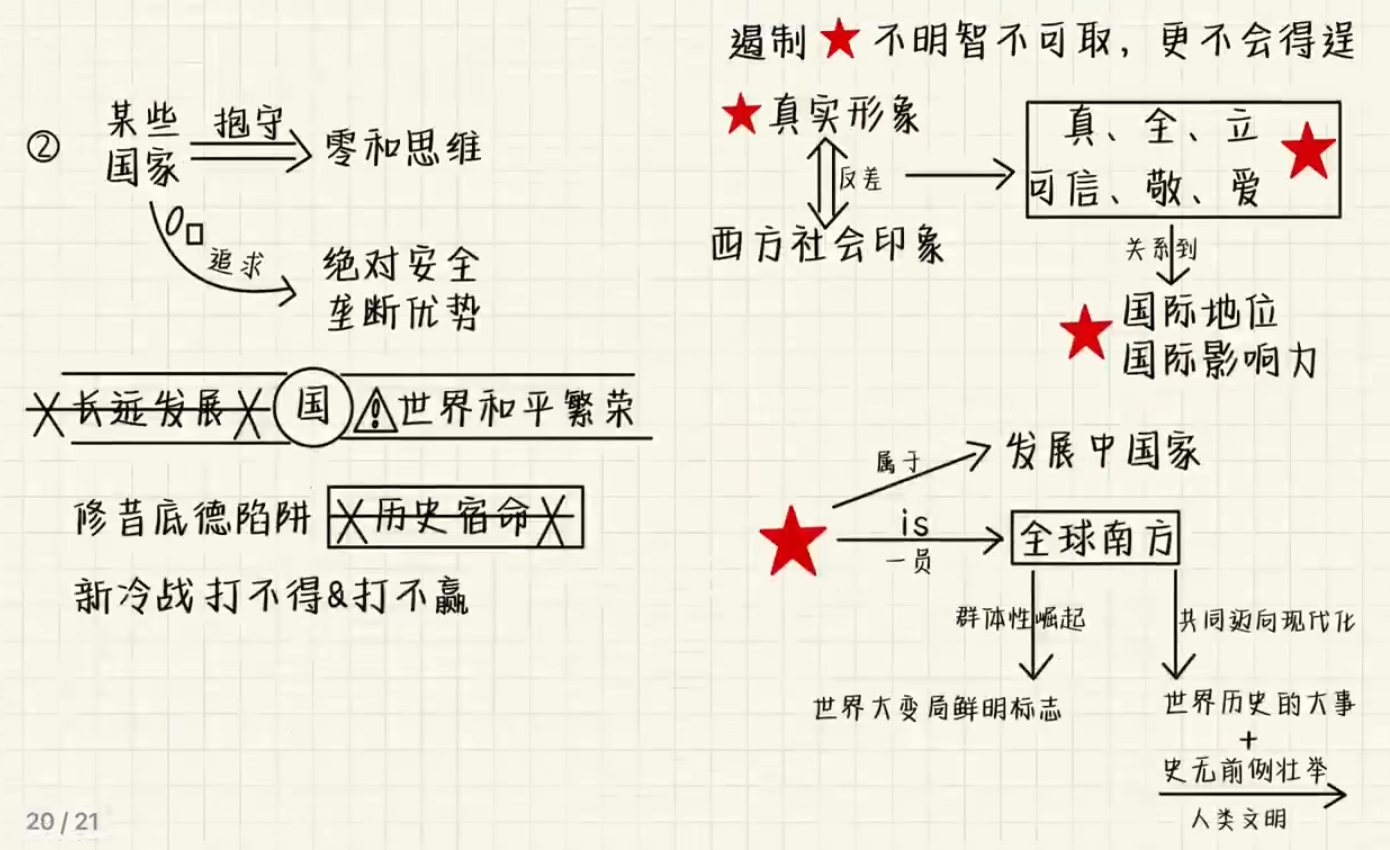 ②
某些
国家
抱守
零和思维
追求
绝对安全
垄断优势
长远发展
国
世界和平繁荣
修昔底德陷阱 历史宿命
新冷战打不得&打不赢
20 / 21
遏制★不明智不可取，更不会得逞
★真实形象
反差
西方社会印象
真、全、立
可信、敬、爱
★
关系到
★
国际地位
国际影响力
★
属于
发展中国家
is
一员
全球南方
群体性崛起
世界大变局鲜明标志
共同迈向现代化
世界历史的大事
+
史无前例壮举
人类文明